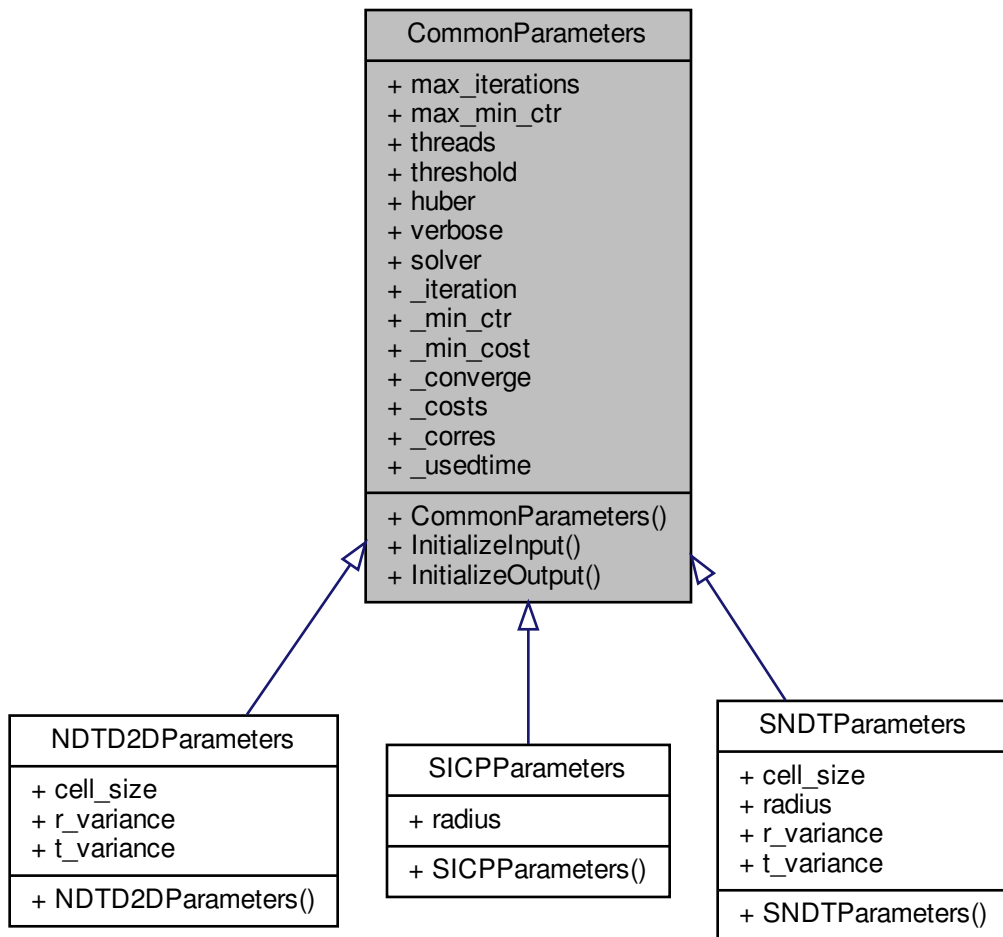 CommonParameters
+ max_iterations
+ max_min_ctr
+ threads
+ threshold
+ huber
+ verbose
+ solver
+ _iteration
+ _min_ctr
+ _min_cost
+ _converge
+ _costs
+ _corres
+ _usedtime
+ CommonParameters()
+ InitializeInput()
+ InitializeOutput()
NDTD2DParameters
+ cell_size
+ r_variance
+ t_variance
+ NDTD2DParameters()
SICPParameters
+ radius
+ SICPParameters()
SNDTParameters
+ cell_size
+ radius
+ r_variance
+ t_variance
+ SNDTParameters()